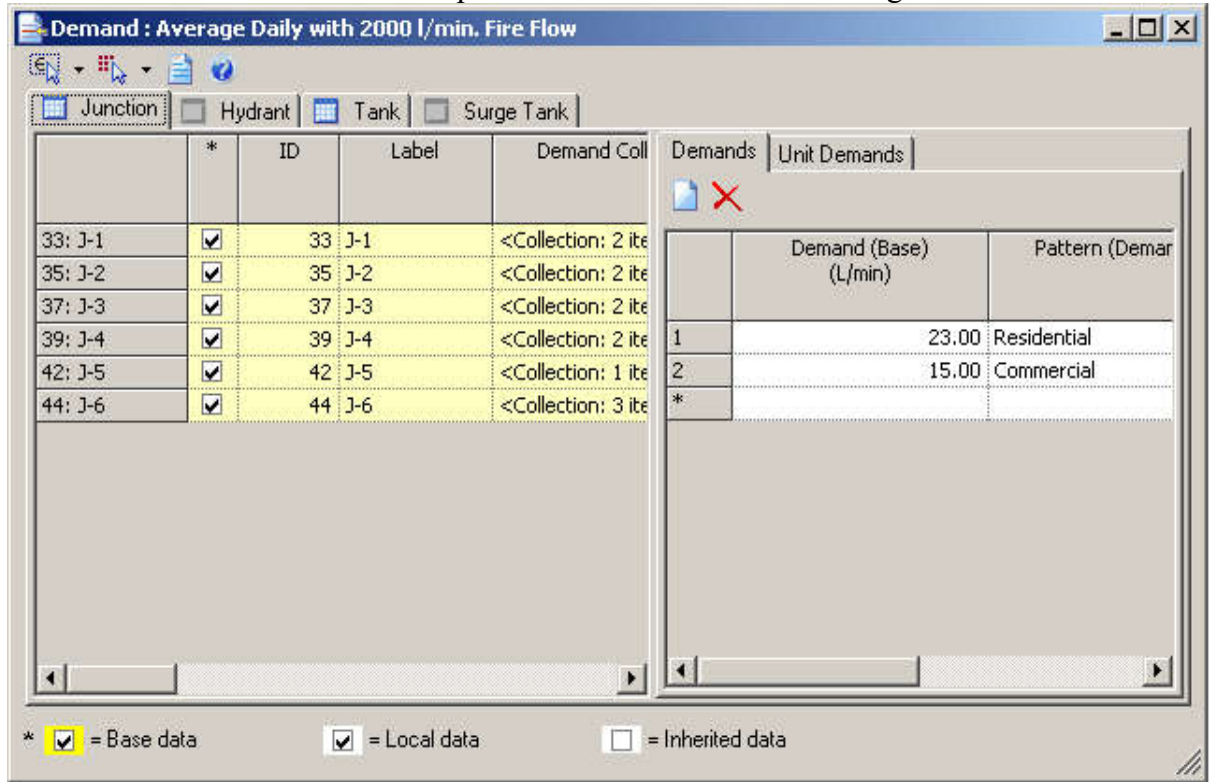 Demand : Average Daily with 2000 l/min. Fire Flow
Junction Hydrant Tank Surge Tank
* ID Label Demand Coll
33: J-1 33 J-1 <Collection: 2 ite
35: J-2 35 J-2 <Collection: 2 ite
37: J-3 37 J-3 <Collection: 2 ite
39: J-4 39 J-4 <Collection: 2 ite
42: J-5 42 J-5 <Collection: 1 ite
44: J-6 44 J-6 <Collection: 3 ite
Demands Unit Demands
Demand (Base) Pattern (Demar
(L/min)
1 23.00 Residential
2 15.00 Commercial
*
* = Base data = Local data = Inherited data